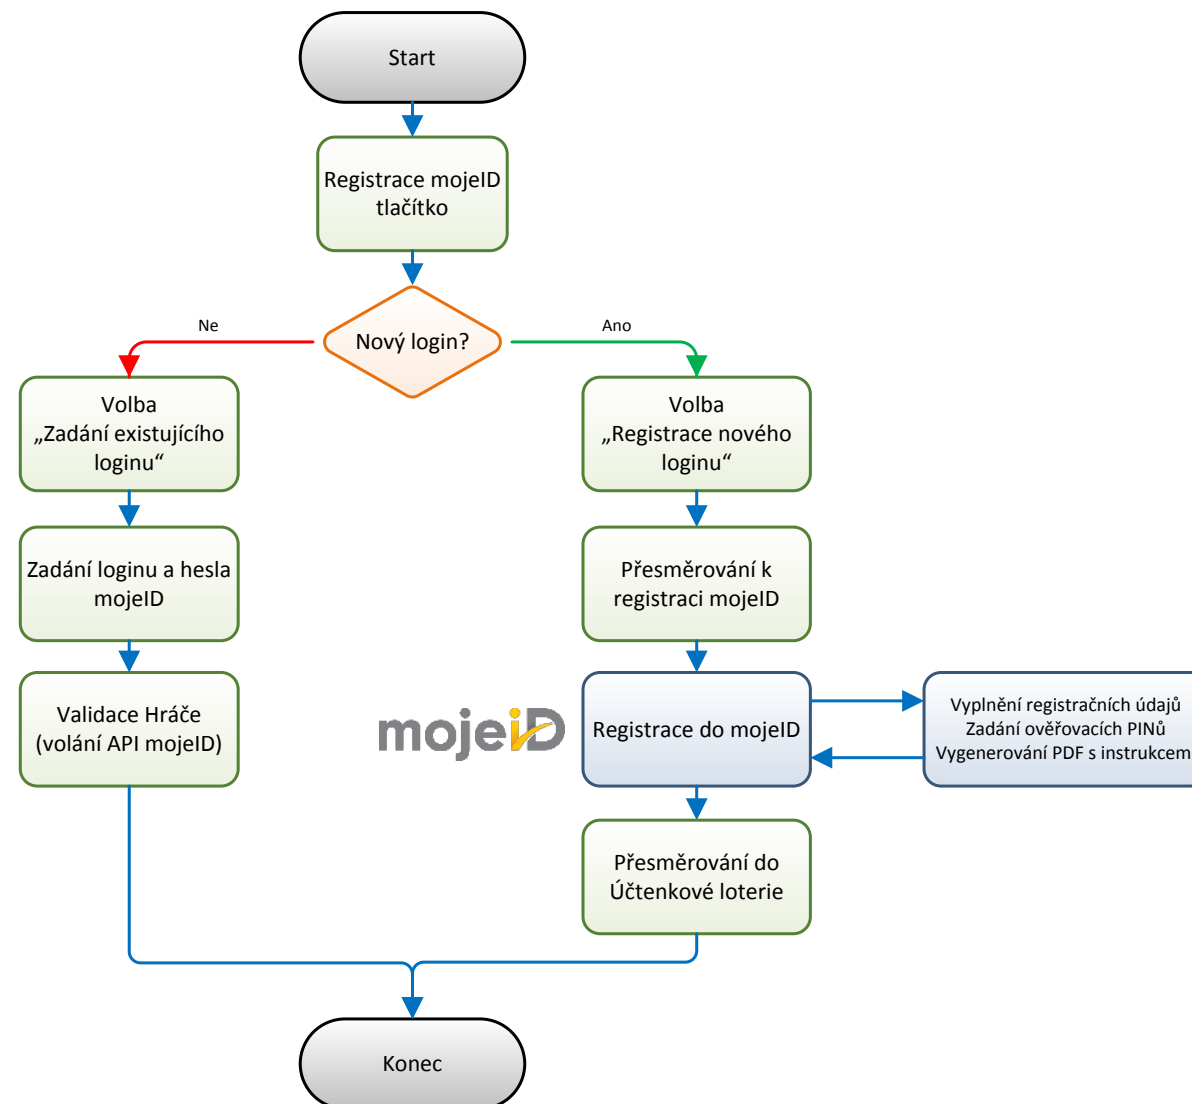 Start
Registrace mojeID
tlačítko
Nový login?
Ne
Ano
Volba
„Zadání existujícího
loginu“
Volba
„Registrace nového
loginu“
Zadání loginu a hesla
mojeID
Přesměrování k
registraci mojeID
Validace Hráče
(volání API mojeID)
mojeiD
Registrace do mojeID
Vyplnění registračních údajů
Zadání ověřovacích PINů
Vygenerování PDF s instrukcem
Přesměrování do
Účtenkové loterie
Konec